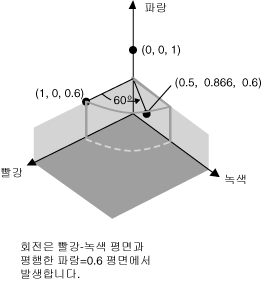 파랑
(0, 0, 1)
(0.5, 0.866, 0.6)
(1, 0, 0.6)
60º
빨강
녹색
회전은 빨강-녹색 평면과
평행한 파랑=0.6 평면에서
발생합니다.